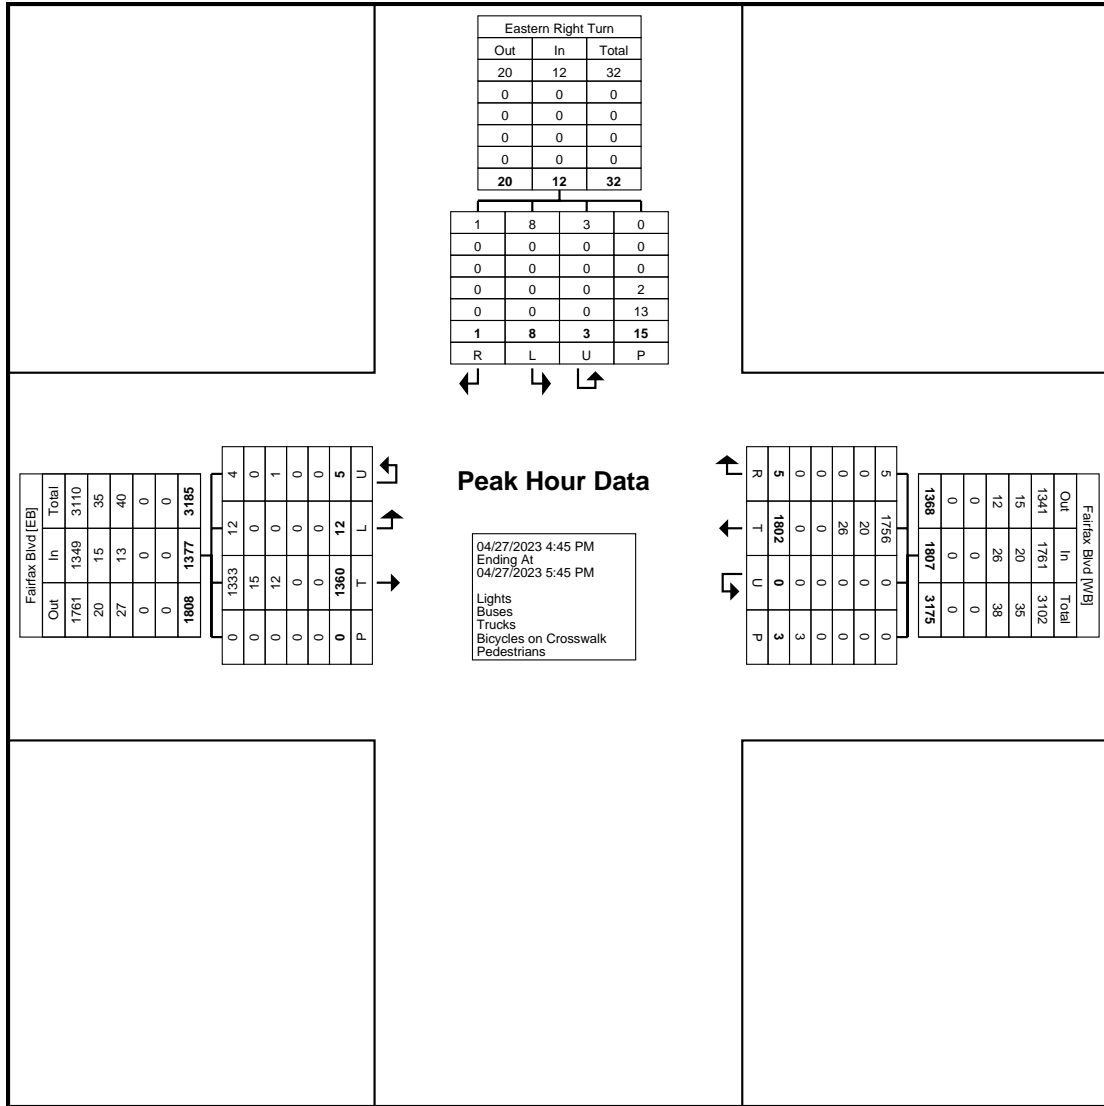 Eastern Right Turn
Out In Total
20 12 32
0 0 0
0 0 0
0 0 0
0 0 0
20 12 32
1 8 3 0
0 0 0 0
0 0 0 0
0 0 0 2
0 0 0 13
1 8 3 15
R L U P
Fairfax Blvd [EB]
Total 3110 35 40 0 0 3185
In 1349 15 13 0 0 1377
Out 1761 20 27 0 0 1808
4 0 1 0 0 5 U
12 0 0 0 0 12 L
1333 15 12 0 0 1360 T
0 0 0 0 0 0 P
Peak Hour Data
04/27/2023 4:45 PM
Ending At
04/27/2023 5:45 PM
Lights
Buses
Trucks
Bicycles on Crosswalk
Pedestrians
R 5 0 0 0 0 5
T 1802 0 0 26 20 1756
U 0 0 0 0 0 0
P 3 3 0 0 0 0
Fairfax Blvd [WB]
Out 1341 15 12 0 0 1368
In 1761 20 26 0 0 1807
Total 3102 35 38 0 0 3175